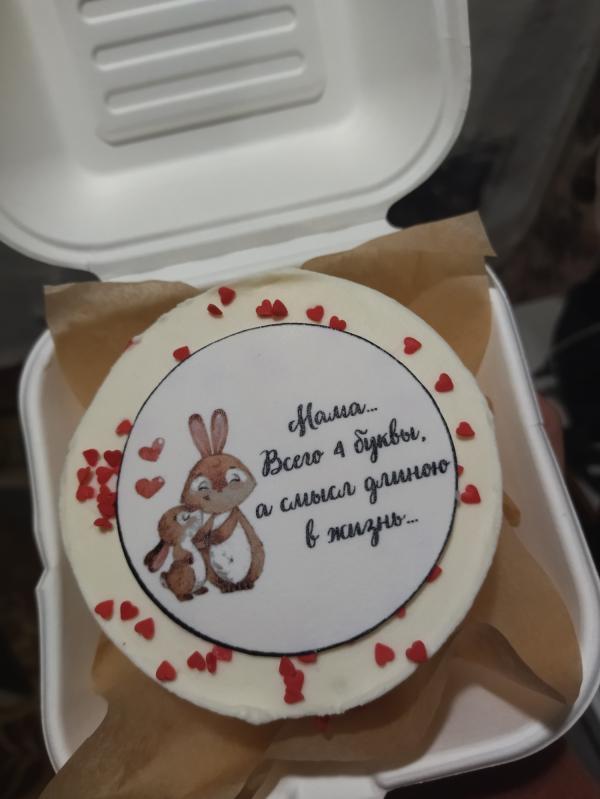 Мама...
Всего 4 буквы,
а смысл длиною
в жизнь...